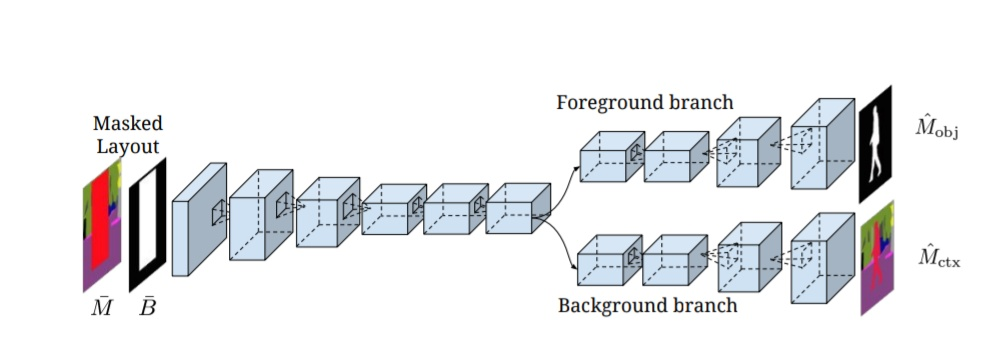 Masked
Layout
M̄
B̄
Foreground branch
M̂obj
M̂ctx
Background branch